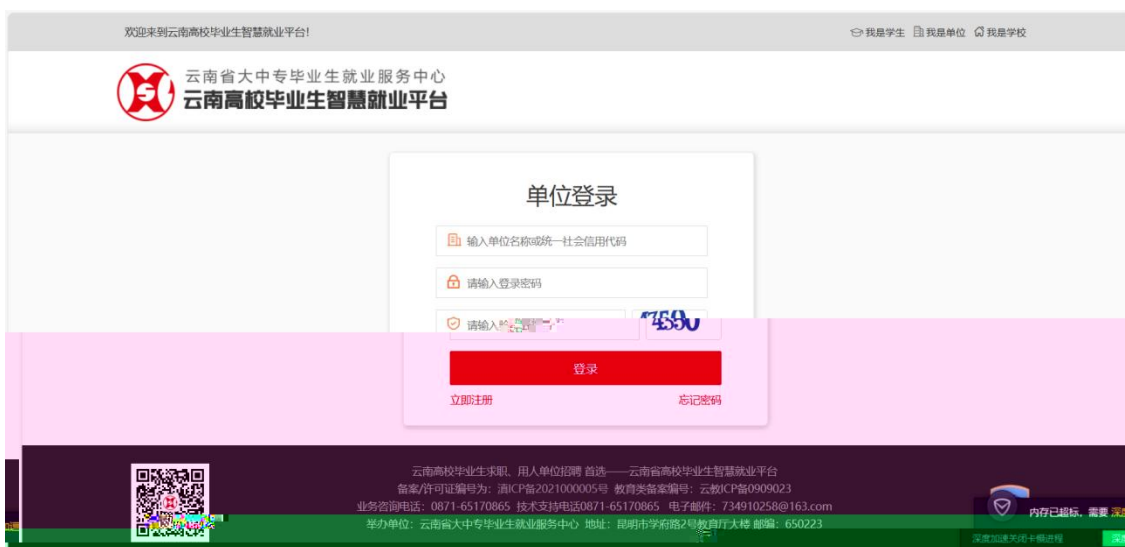 欢迎来到云南高校毕业生智慧就业平台!
我是学生 我是单位 我是学校
云南省大中专毕业生就业服务中心
云南高校毕业生智慧就业平台
单位登录
输入单位名称或统一社会信用代码
请输入登录密码
请输入
登录
立即注册 忘记密码
云南高校毕业生求职、用人单位招聘 首选——云南省高校毕业生智慧就业平台
备案/许可证编号为：滇ICP备2021000005号 教育类备案编号：云教ICP备0909023
业务咨询电话：0871-65170865 技术支持电话0871-65170865 电子邮件：734910258@163.com
举办单位：云南省大中专毕业生就业服务中心 地址：昆明市学府路2号教育厅大楼 邮编：650223
内存已超标，需要 深
深度加速关闭卡慢进程 深